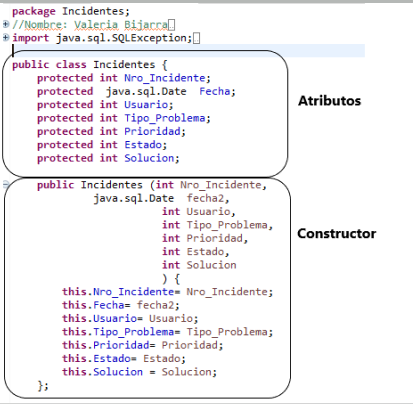 package Incidentes;
//Nombre: Valeria Bijarra
import java.sql.SQLException;
public class Incidentes {
protected int Nro_Incidente;
protected  java.sql.Date  Fecha;
protected int Usuario;
protected int Tipo_Problema;
protected int Prioridad;
protected int Estado;
protected int Solucion;
Atributos
public Incidentes (int Nro_Incidente,
java.sql.Date  fecha2,
int Usuario,
int Tipo_Problema,
int Prioridad,
int Estado,
int Solucion
) {
this.Nro_Incidente= Nro_Incidente;
this.Fecha= fecha2;
this.Usuario= Usuario;
this.Tipo_Problema= Tipo_Problema;
this.Prioridad= Prioridad;
this.Estado= Estado;
this.Solucion = Solucion;
};
Constructor